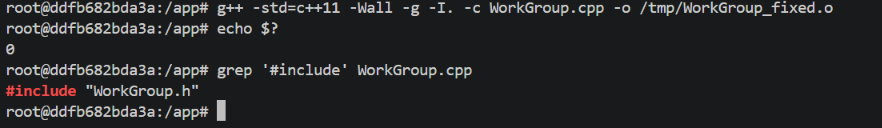 root@ddfb682bda3a:/app# g++ -std=c++11 -Wall -g -I. -c WorkGroup.cpp -o /tmp/WorkGroup_fixed.o
root@ddfb682bda3a:/app# echo $?
0
root@ddfb682bda3a:/app# grep '#include' WorkGroup.cpp
#include "WorkGroup.h"
root@ddfb682bda3a:/app#